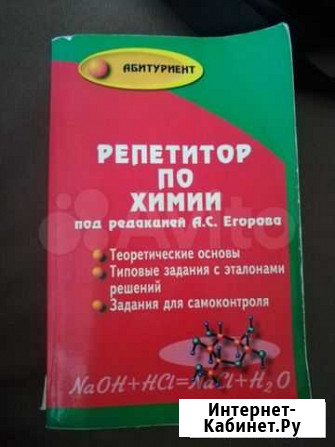 АБИТУРИЕНТ
РЕПЕТИТОР
ПО
ХИМИИ
под редакцией А.С. Егорова
Теоретические основы
Типовые задания с эталонами
решений
Задания для самоконтроля
NaOH+HCl=NaCl+H₂O
Avito
Интернет-
Кабинет.Ру